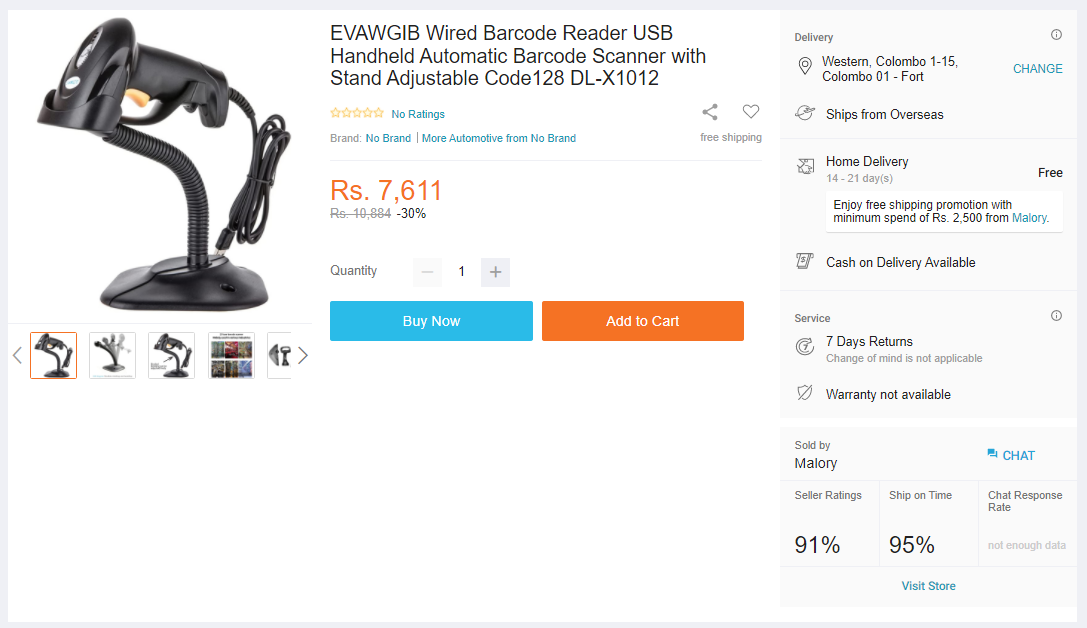 EVAWGIB Wired Barcode Reader USB
Handheld Automatic Barcode Scanner with
Stand Adjustable Code128 DL-X1012
No Ratings
Brand: No Brand | More Automotive from No Brand
free shipping
Rs. 7,611
Rs. 10,884 -30%
Quantity
1
Buy Now
Add to Cart
Delivery
Western, Colombo 1-15,
Colombo 01 - Fort
CHANGE
Ships from Overseas
Home Delivery
Free
14 - 21 day(s)
Enjoy free shipping promotion with
minimum spend of Rs. 2,500 from Malory.
Cash on Delivery Available
Service
7 Days Returns
Change of mind is not applicable
Warranty not available
Sold by
Malory
CHAT
Seller Ratings
91%
Ship on Time
95%
Chat Response
Rate
not enough data
Visit Store